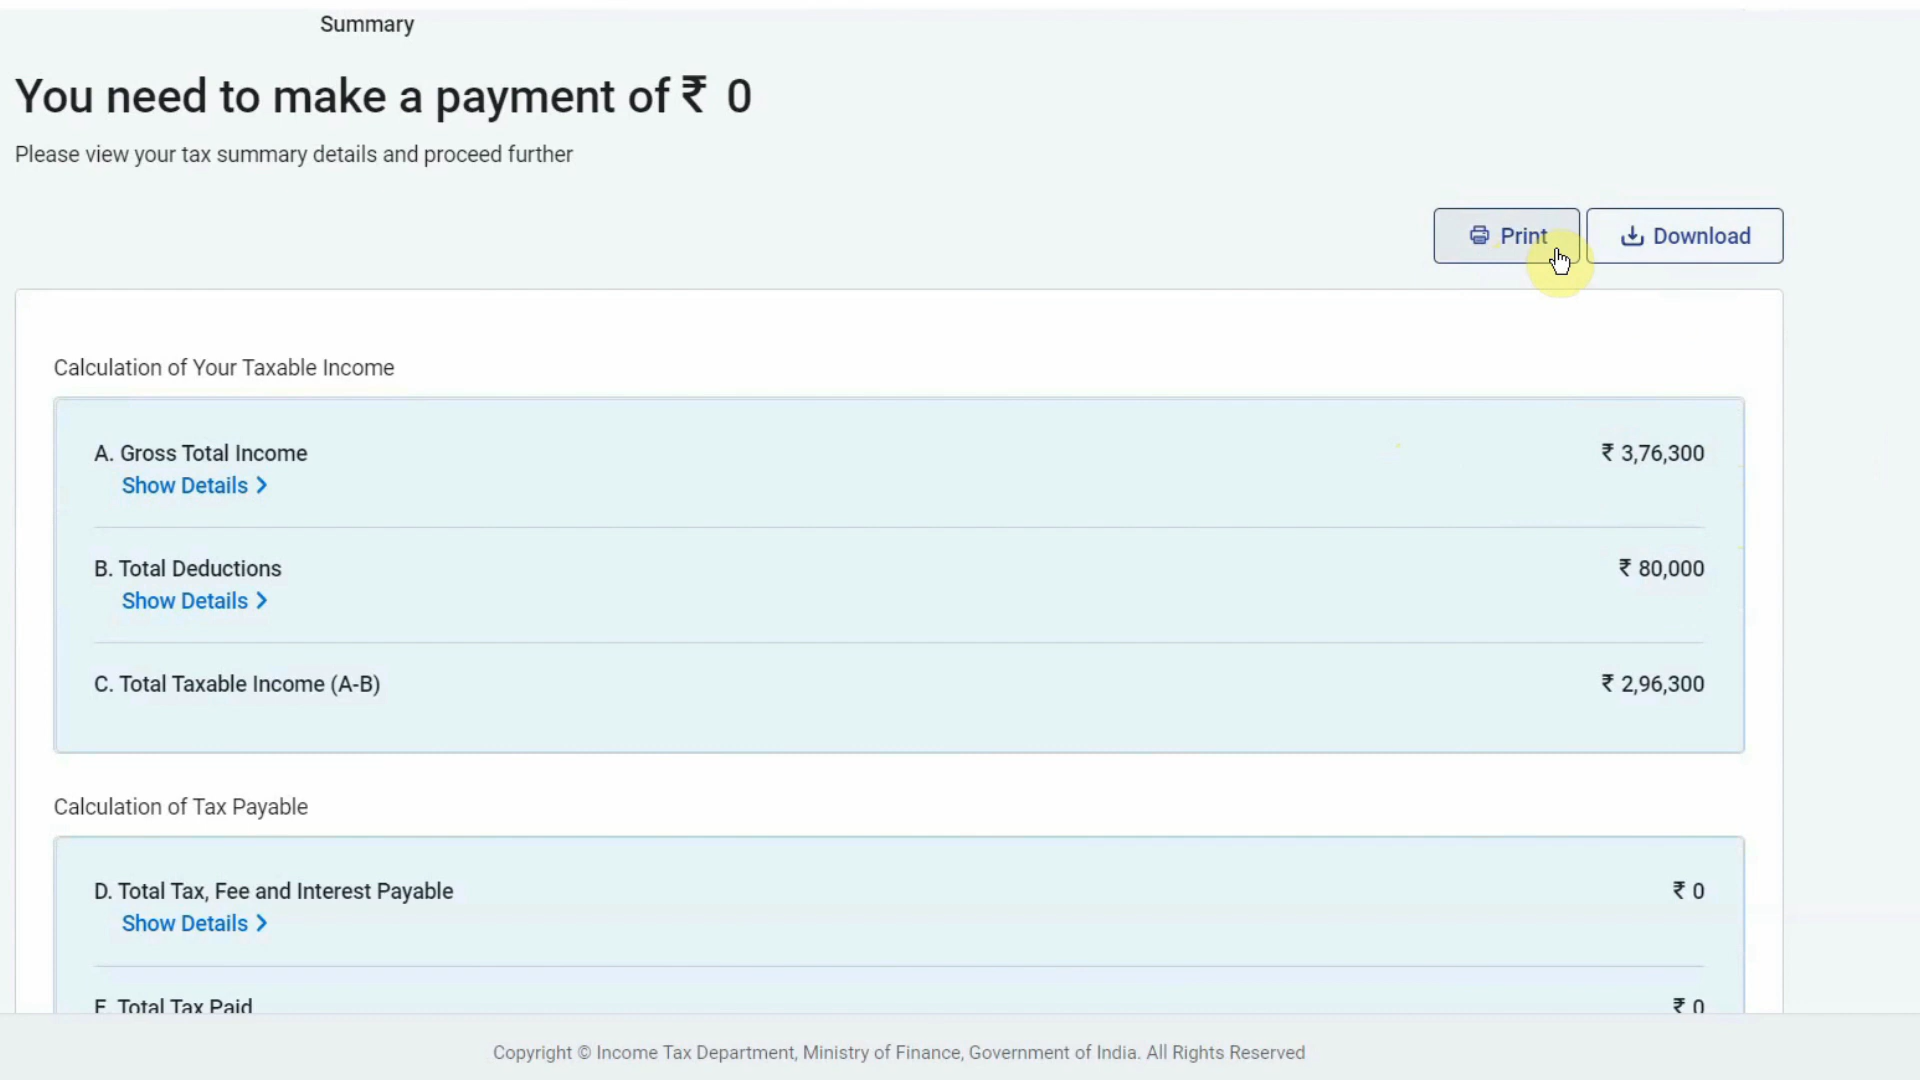 Summary
You need to make a payment of ₹ 0
Please view your tax summary details and proceed further
Print
Download
Calculation of Your Taxable Income
A. Gross Total Income
₹ 3,76,300
Show Details
B. Total Deductions
₹ 80,000
Show Details
C. Total Taxable Income (A-B)
₹ 2,96,300
Calculation of Tax Payable
D. Total Tax, Fee and Interest Payable
₹ 0
Show Details
E. Total Tax Paid
₹ 0
Copyright © Income Tax Department, Ministry of Finance, Government of India. All Rights Reserved